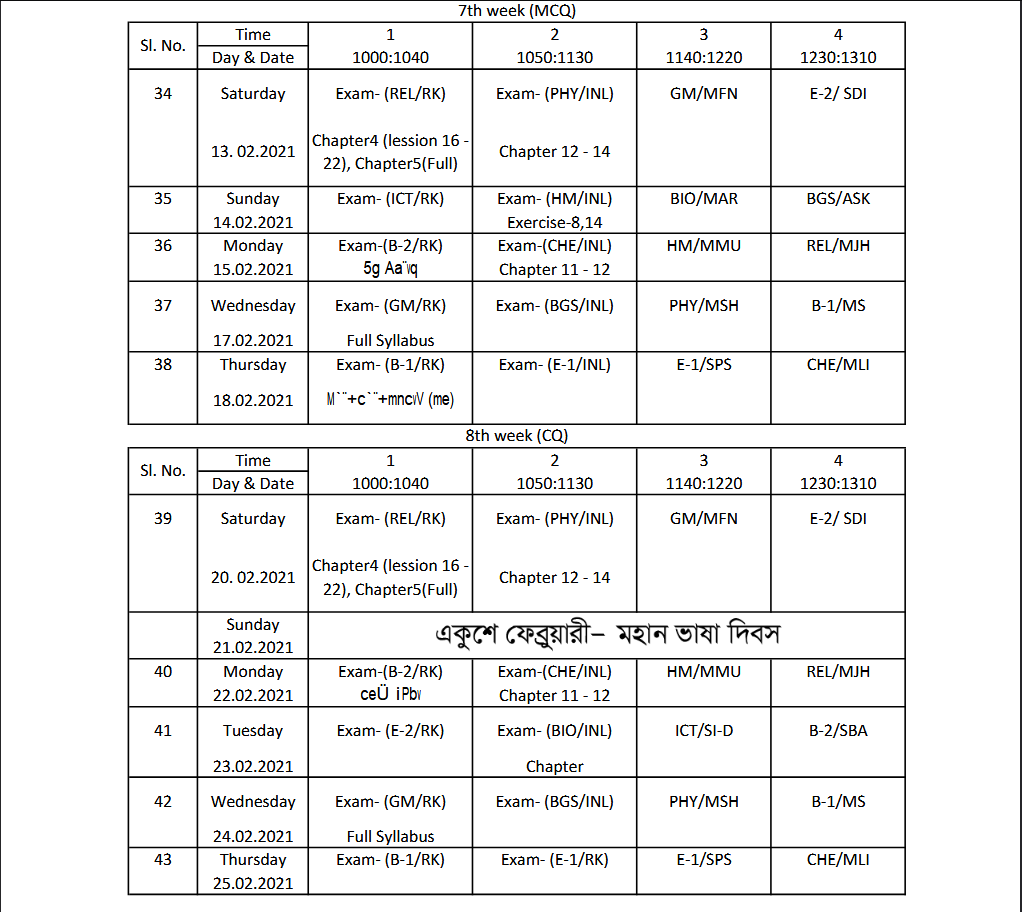 7th week (MCQ)
Sl. No. Time 1 2 3 4
Day & Date 1000:1040 1050:1130 1140:1220 1230:1310
34 Saturday Exam- (REL/RK) Exam- (PHY/INL) GM/MFN E-2/ SDI
13. 02.2021 Chapter4 (lession 16 - 22), Chapter5(Full) Chapter 12 - 14
35 Sunday Exam- (ICT/RK) Exam- (HM/INL) BIO/MAR BGS/ASK
14.02.2021 Exercise-8,14
36 Monday Exam-(B-2/RK) Exam-(CHE/INL) HM/MMU REL/MJH
15.02.2021 5g Aa¨vq Chapter 11 - 12
37 Wednesday Exam- (GM/RK) Exam- (BGS/INL) PHY/MSH B-1/MS
17.02.2021 Full Syllabus
38 Thursday Exam- (B-1/RK) Exam- (E-1/INL) E-1/SPS CHE/MLI
18.02.2021 M`¨+c`¨+mncvV (me)
8th week (CQ)
Sl. No. Time 1 2 3 4
Day & Date 1000:1040 1050:1130 1140:1220 1230:1310
39 Saturday Exam- (REL/RK) Exam- (PHY/INL) GM/MFN E-2/ SDI
20. 02.2021 Chapter4 (lession 16 - 22), Chapter5(Full) Chapter 12 - 14
Sunday
21.02.2021 একুশে ফেব্রুয়ারী– মহান ভাষা দিবস
40 Monday Exam-(B-2/RK) Exam-(CHE/INL) HM/MMU REL/MJH
22.02.2021 ceÜ iPbv Chapter 11 - 12
41 Tuesday Exam- (E-2/RK) Exam- (BIO/INL) ICT/SI-D B-2/SBA
23.02.2021 Chapter
42 Wednesday Exam- (GM/RK) Exam- (BGS/INL) PHY/MSH B-1/MS
24.02.2021 Full Syllabus
43 Thursday Exam- (B-1/RK) Exam- (E-1/RK) E-1/SPS CHE/MLI
25.02.2021